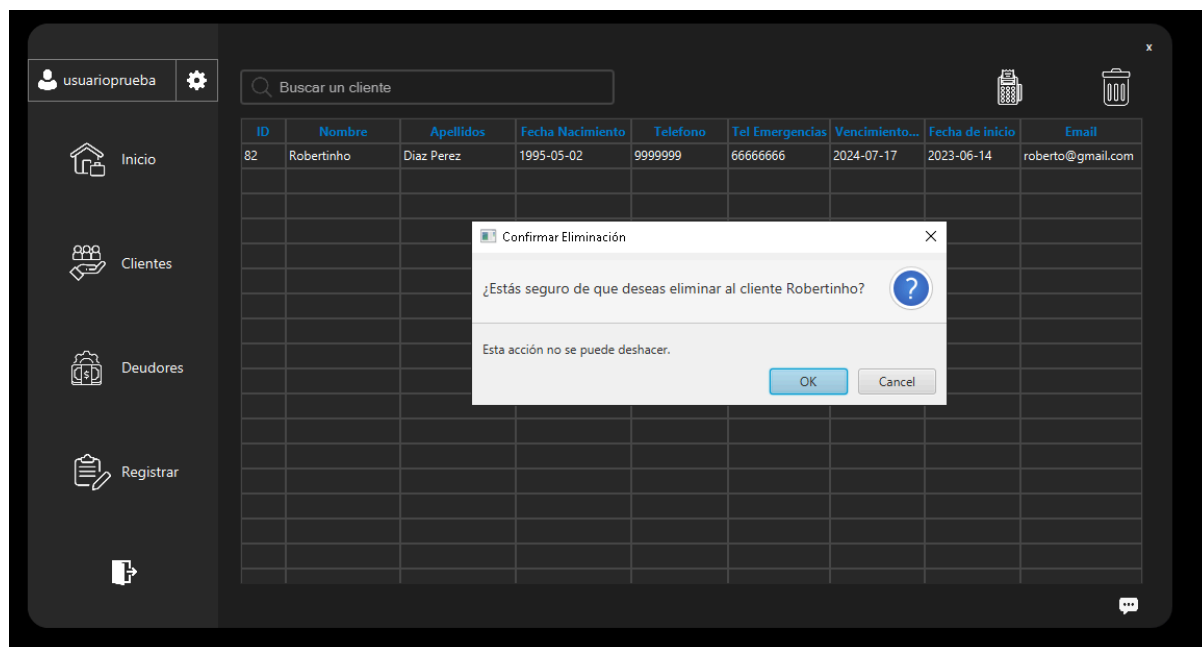 x
usuarioprueba
Buscar un cliente
ID Nombre Apellidos Fecha Nacimiento Telefono Tel Emergencias Vencimiento... Fecha de inicio Email
82 Robertinho Diaz Perez 1995-05-02 9999999 66666666 2024-07-17 2023-06-14 roberto@gmail.com
Inicio
Clientes
Deudores
Registrar
Confirmar Eliminación
¿Estás seguro de que deseas eliminar al cliente Robertinho?
?
Esta acción no se puede deshacer.
OK Cancel